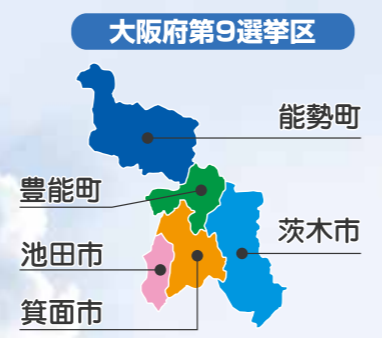 大阪府第9選挙区
能勢町
豊能町
茨木市
池田市
箕面市